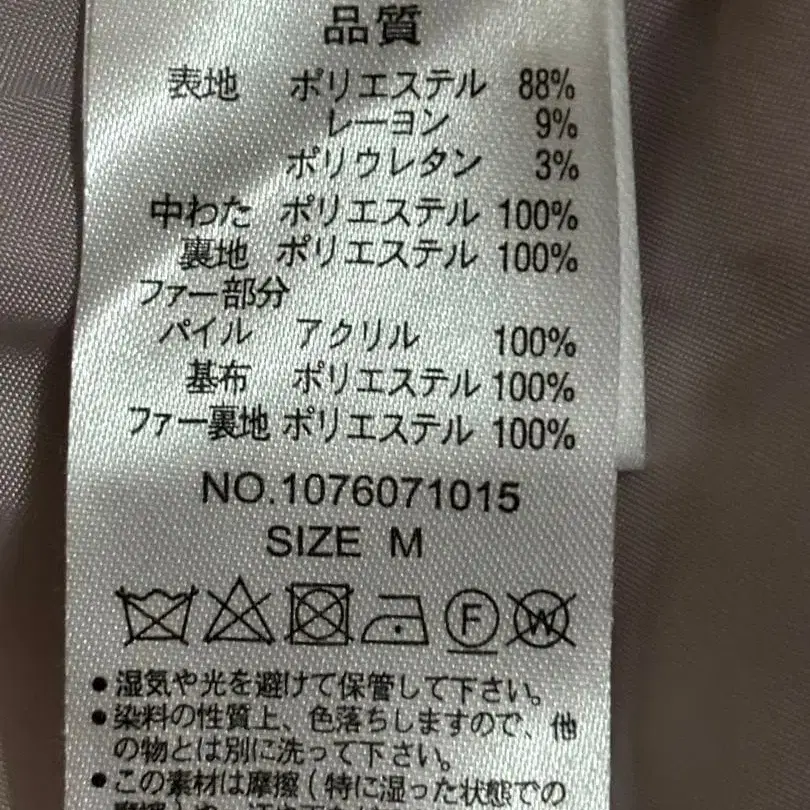 品質
表地 ポリエステル 88%
レーヨン 9%
ポリウレタン 3%
中わた ポリエステル 100%
裏地 ポリエステル 100%
ファー部分
パイル アクリル 100%
基布 ポリエステル 100%
ファー裏地 ポリエステル 100%
NO.1076071015
SIZE M
F W
●湿気や光を避けて保管して下さい。
●染料の性質上、色落ちしますので、他
の物とは別に洗って下さい。
●この素材は摩擦(特に湿った状態での